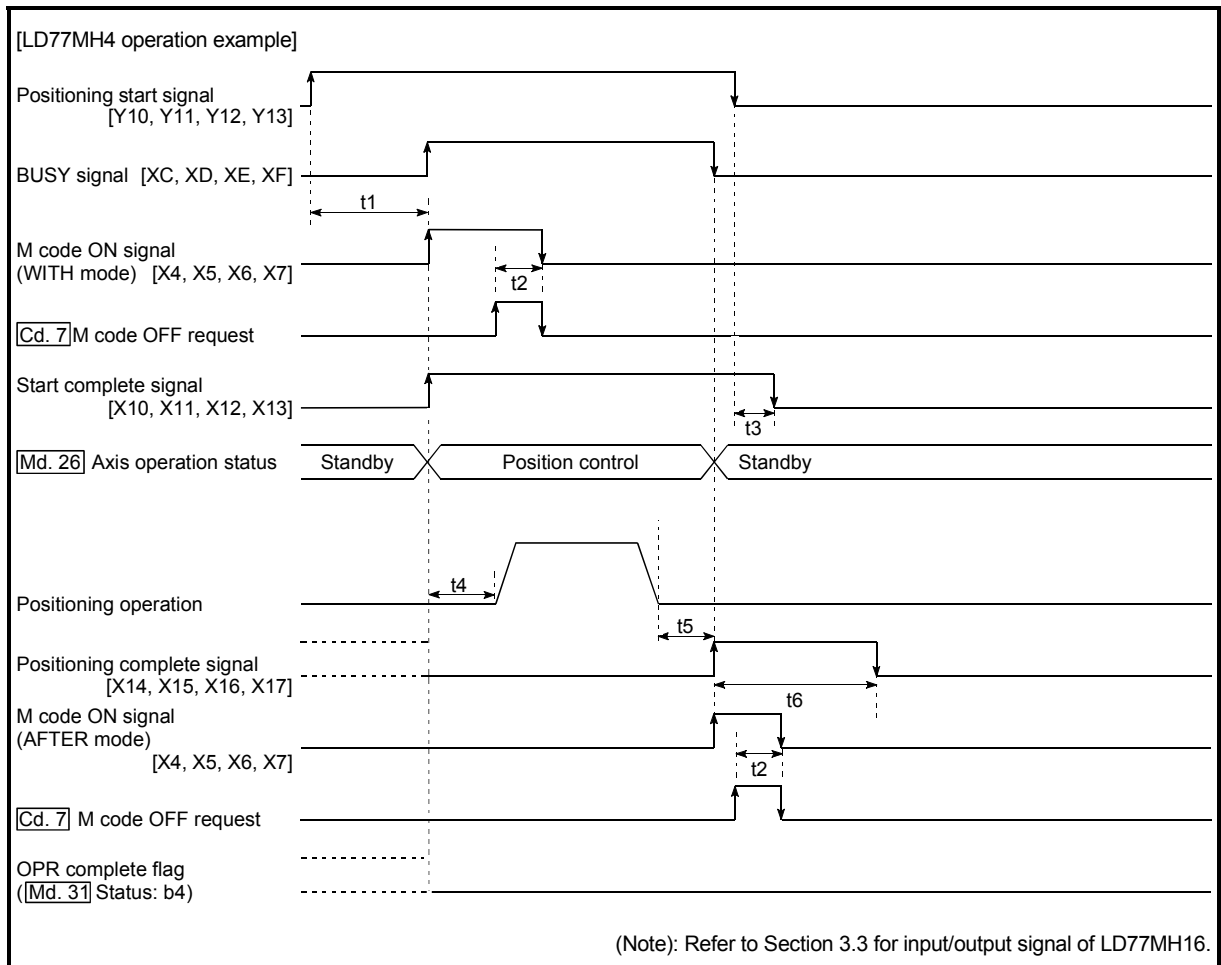 [LD77MH4 operation example]
Positioning start signal
[Y10, Y11, Y12, Y13]
BUSY signal [XC, XD, XE, XF]
t1
M code ON signal
(WITH mode) [X4, X5, X6, X7]
t2
Cd. 7 M code OFF request
Start complete signal
[X10, X11, X12, X13]
t3
Md. 26 Axis operation status
Standby
Position control
Standby
t4
Positioning operation
t5
Positioning complete signal
[X14, X15, X16, X17]
t6
M code ON signal
(AFTER mode)
[X4, X5, X6, X7]
t2
Cd. 7 M code OFF request
OPR complete flag
(Md. 31 Status: b4)
(Note): Refer to Section 3.3 for input/output signal of LD77MH16.